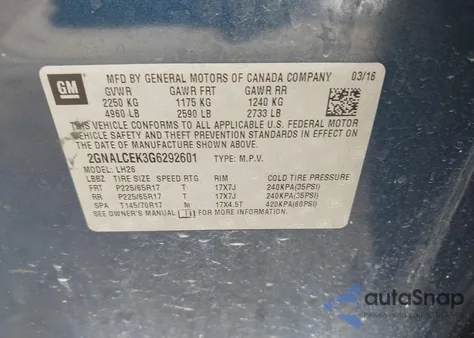 GM
MFD BY GENERAL MOTORS OF CANADA COMPANY 03/16
GVWR GAWR FRT GAWR RR
2250 KG 1175 KG 1240 KG
4960 LB 2590 LB 2733 LB
THIS VEHICLE CONFORMS TO ALL APPLICABLE U.S. FEDERAL MOTOR
VEHICLE SAFETY AND THEFT PREVENTION STANDARDS IN EFFECT ON
THE DATE OF MANUFACTURE SHOWN ABOVE.
2GNALCEK3G6292601 TYPE: M.P.V.
MODEL: LH26
LBBZ TIRE SIZE SPEED RTG RIM COLD TIRE PRESSURE
FRT P225/65R17 T 17X7J 240KPA(35PSI)
RR P225/65R17 T 17X7J 240KPA(35PSI)
SPA T145/70R17 M 17X4.5T 420KPA(60PSI)
SEE OWNER'S MANUAL FOR MORE INFORMATION.
autoSnap